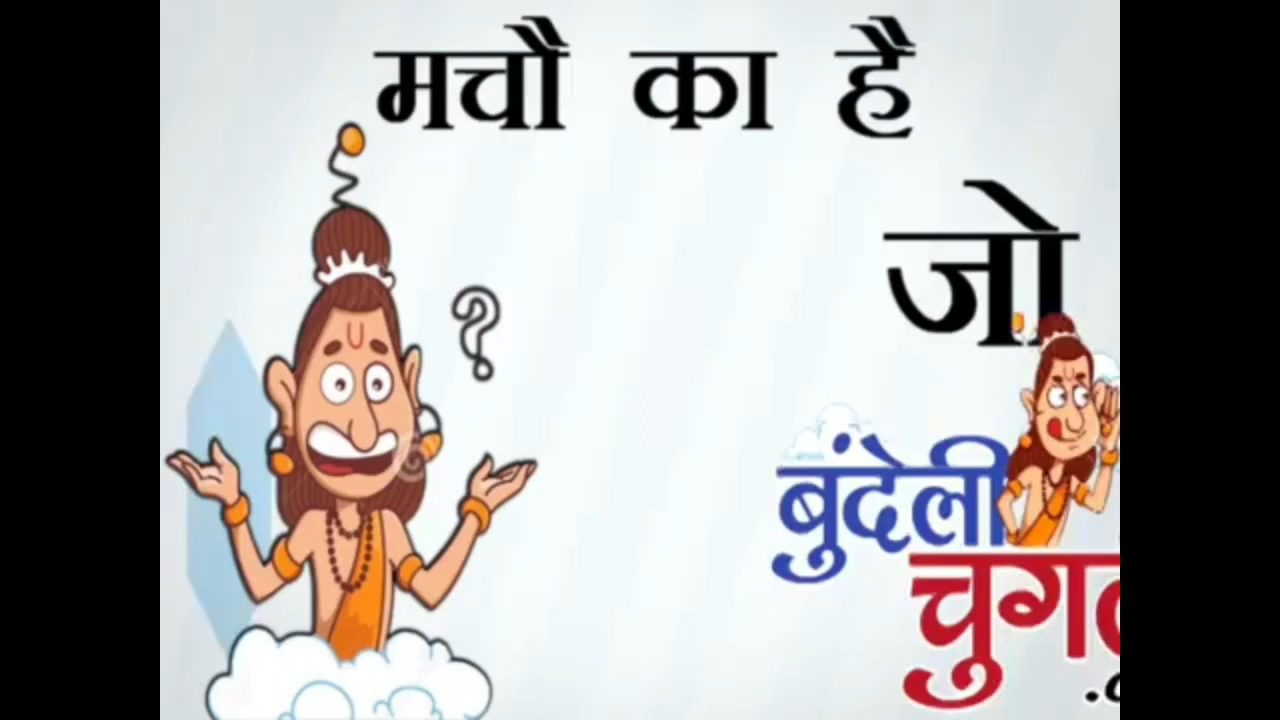 मचौ का है
जो
?
बुंदेली
चुग